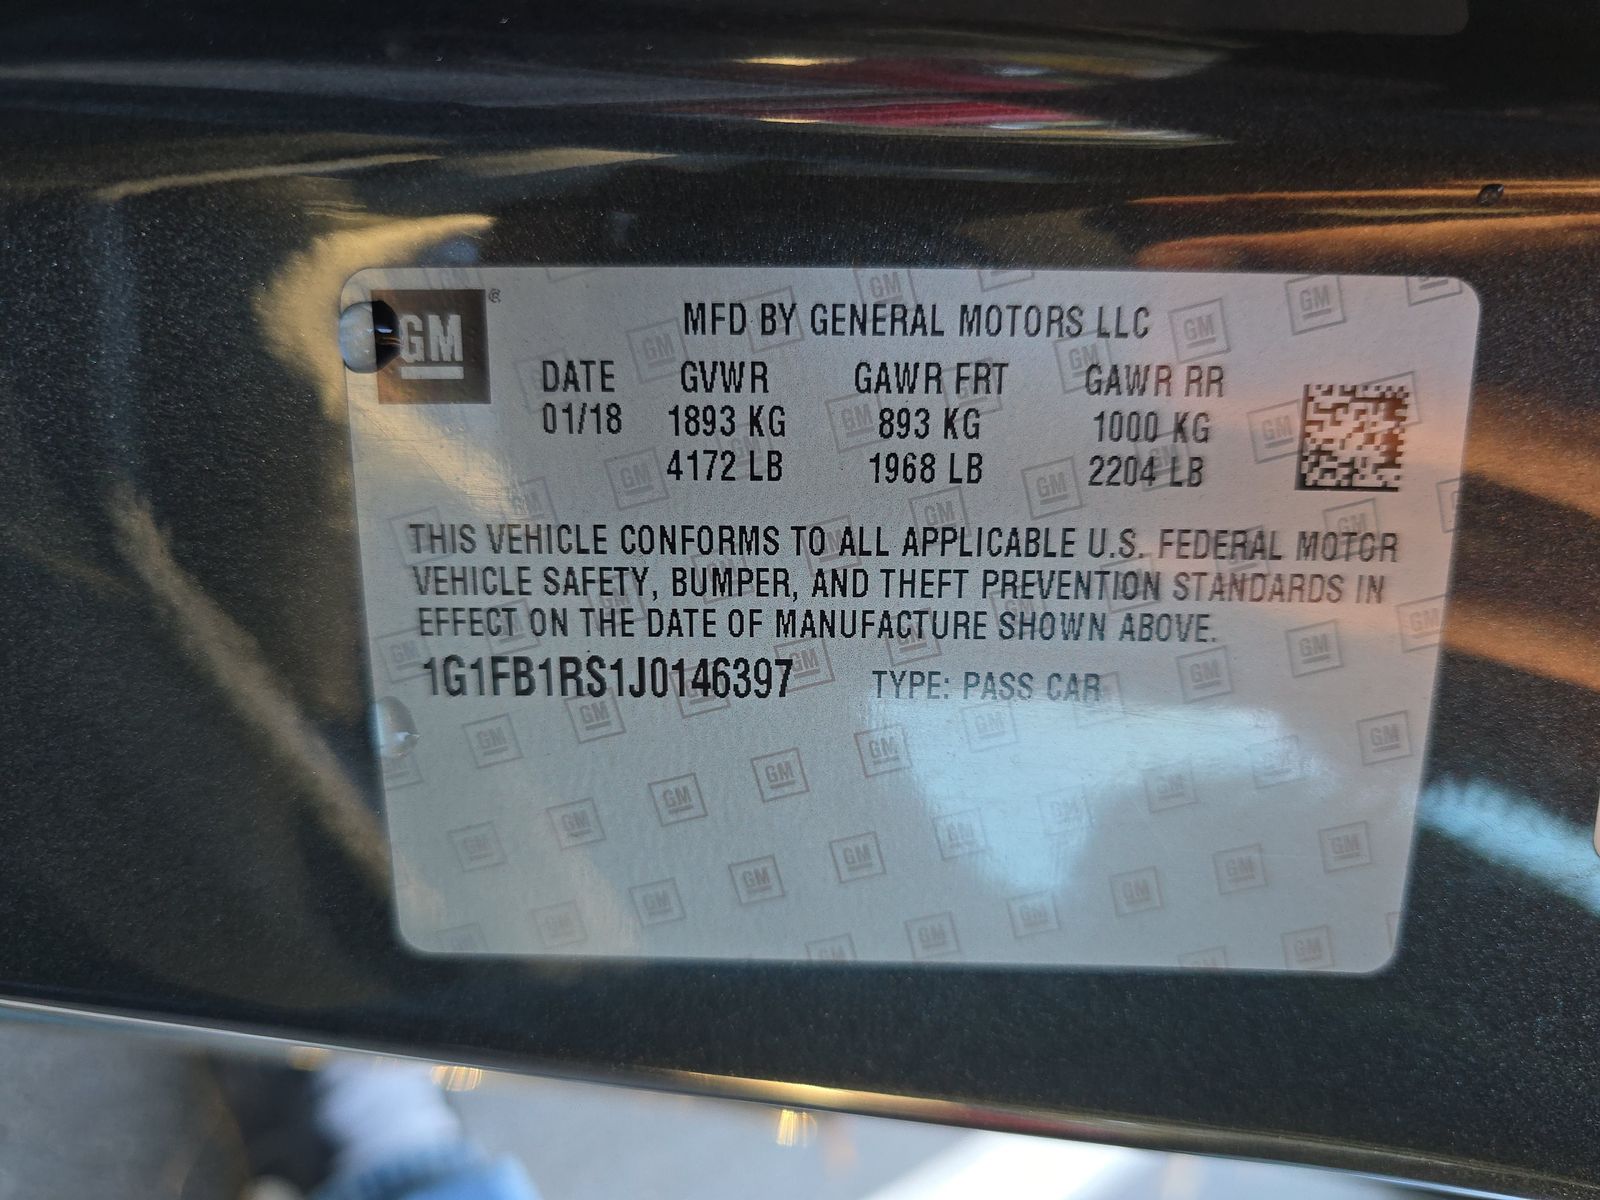 GM®
MFD BY GENERAL MOTORS LLC
DATE GVWR GAWR FRT GAWR RR
01/18 1893 KG 893 KG 1000 KG
4172 LB 1968 LB 2204 LB
THIS VEHICLE CONFORMS TO ALL APPLICABLE U.S. FEDERAL MOTOR
VEHICLE SAFETY, BUMPER, AND THEFT PREVENTION STANDARDS IN
EFFECT ON THE DATE OF MANUFACTURE SHOWN ABOVE.
1G1FB1RS1J0146397 TYPE: PASS CAR